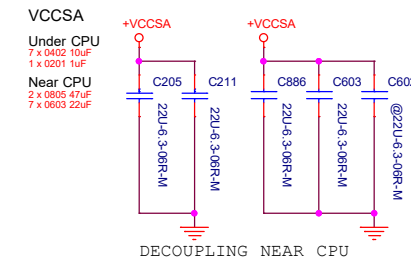 VCCSA
Under CPU
7 x 0402 10uF
1 x 0201 1uF
Near CPU
2 x 0805 47uF
7 x 0603 22uF
+VCCSA
+VCCSA
C205
C211
C886
C603
22U-6.3-06R-M
22U-6.3-06R-M
22U-6.3-06R-M
22U-6.3-06R-M
@22U-6.3-06R-M
DECOUPLING NEAR CPU